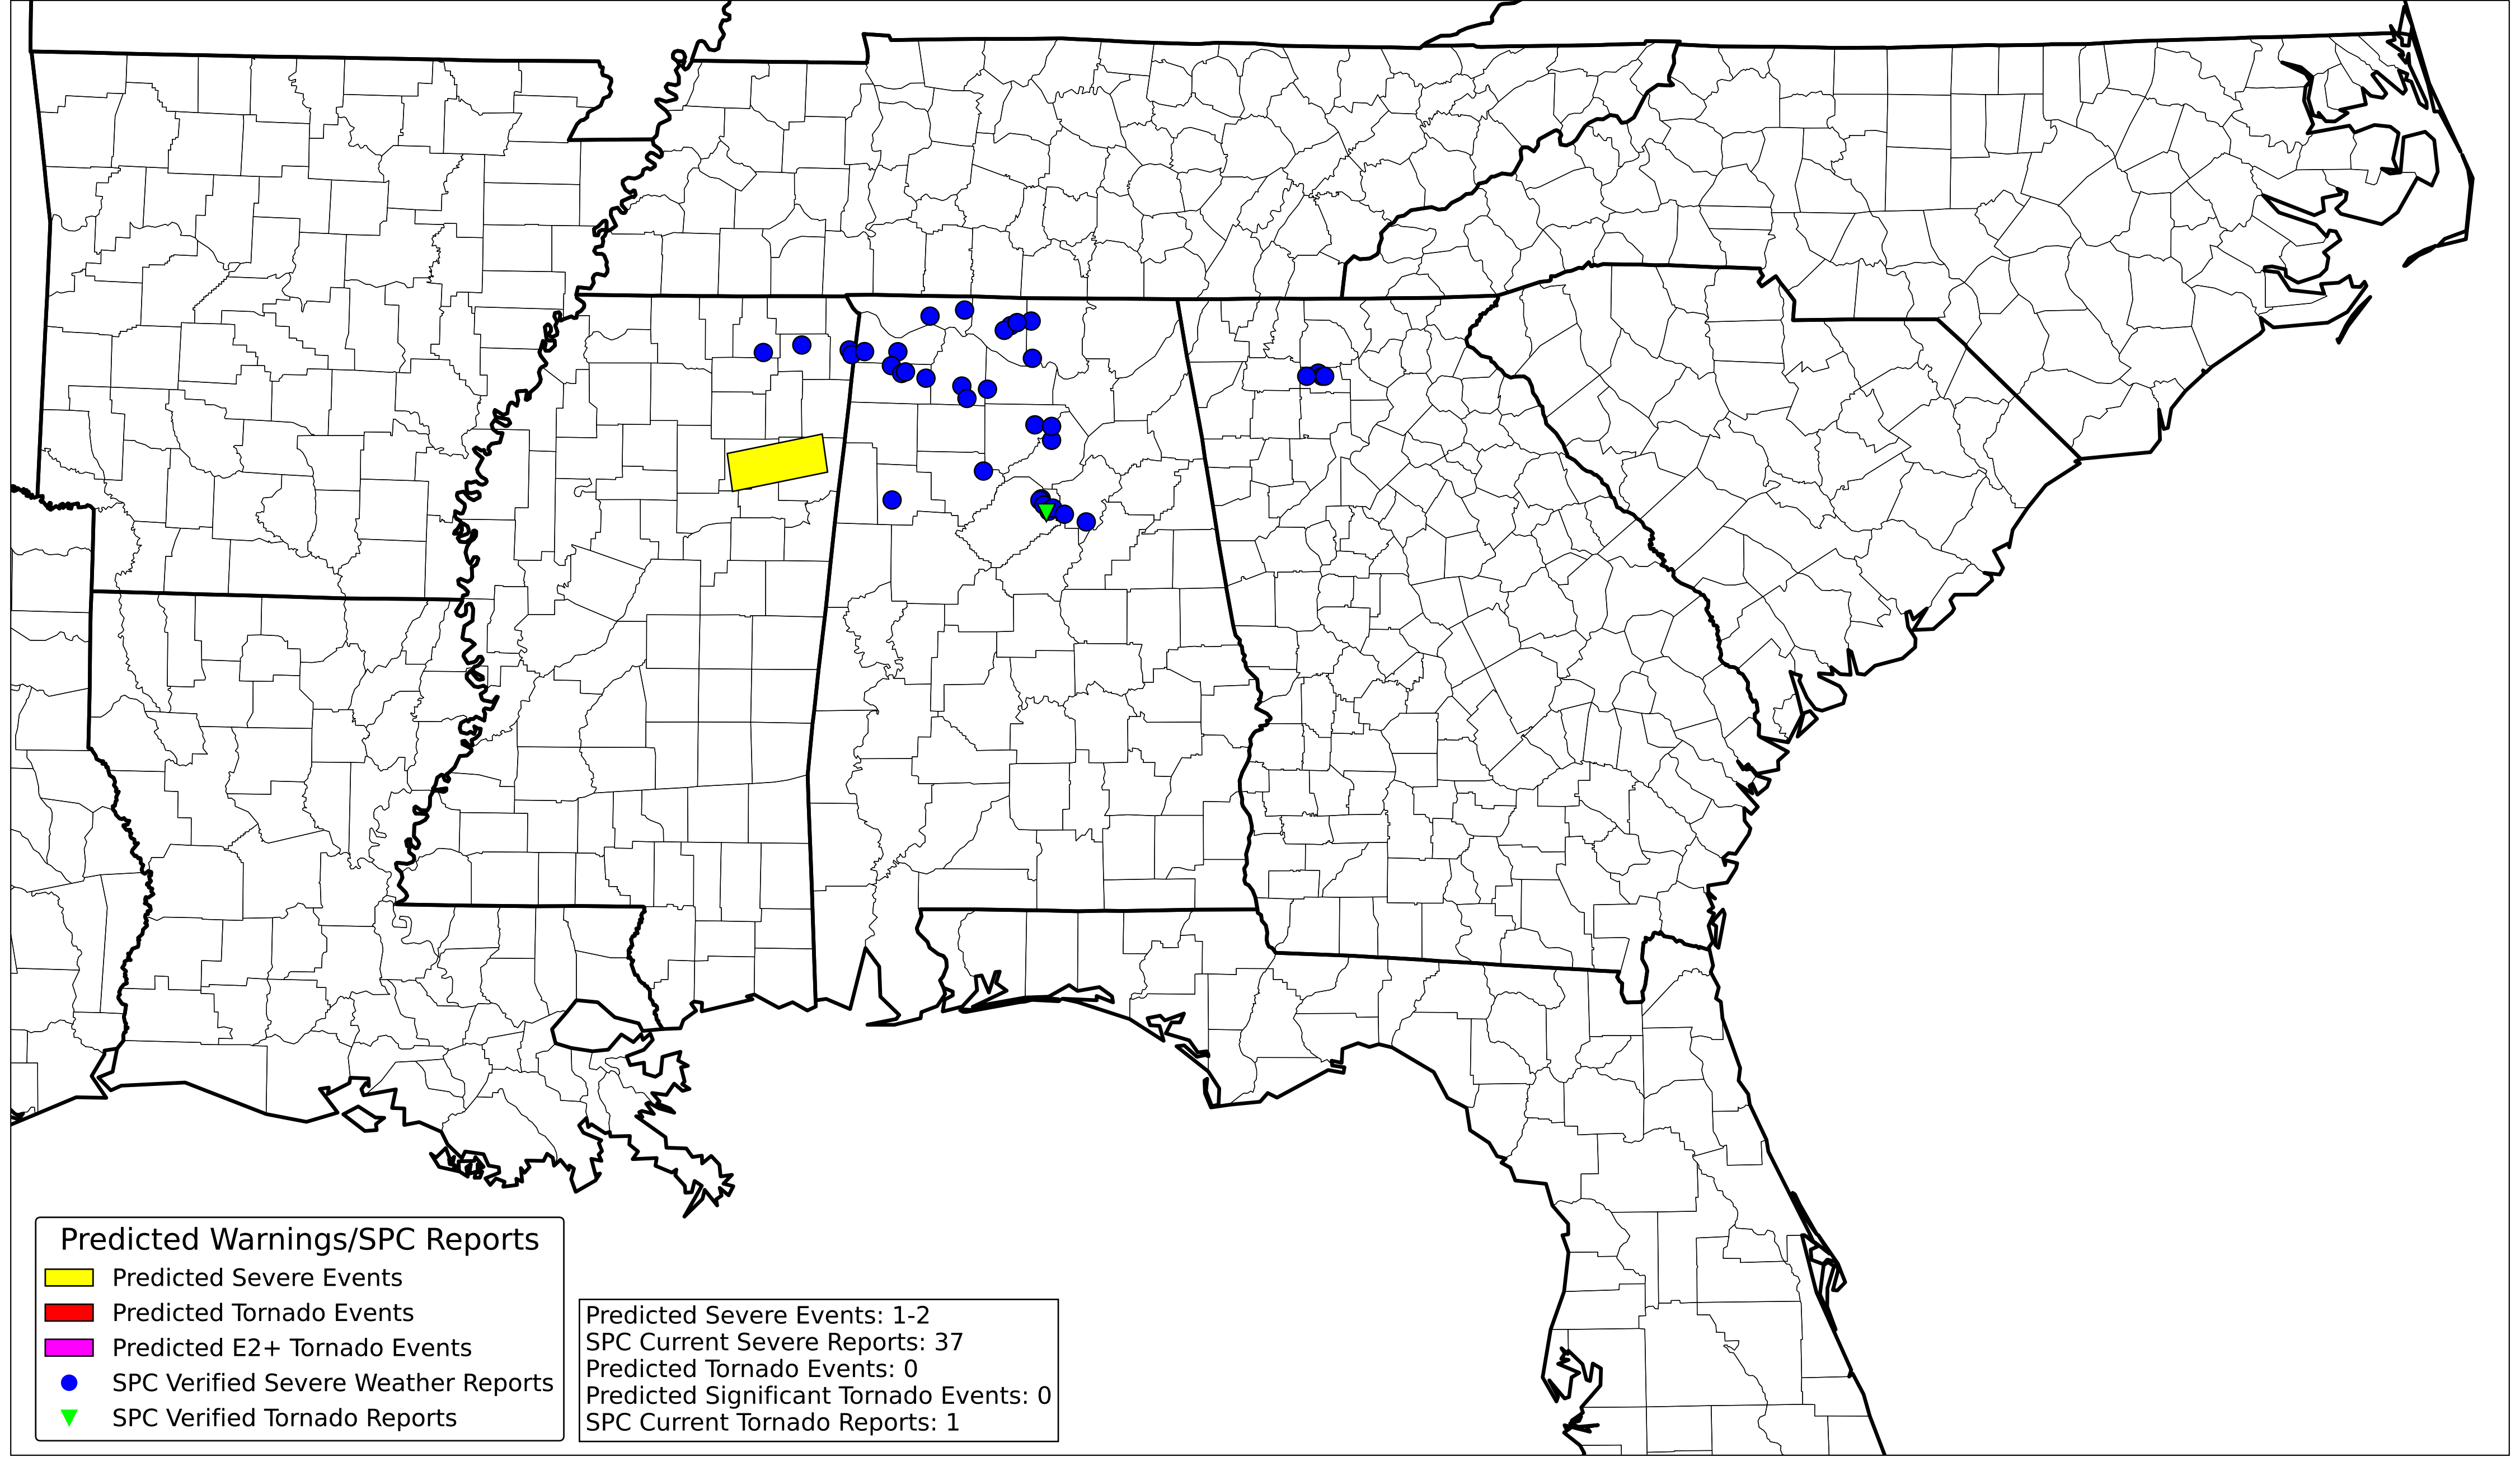 Predicted Warnings/SPC Reports
Predicted Severe Events
Predicted Tornado Events
Predicted E2+ Tornado Events
SPC Verified Severe Weather Reports
SPC Verified Tornado Reports
Predicted Severe Events: 1-2
SPC Current Severe Reports: 37
Predicted Tornado Events: 0
Predicted Significant Tornado Events: 0
SPC Current Tornado Reports: 1